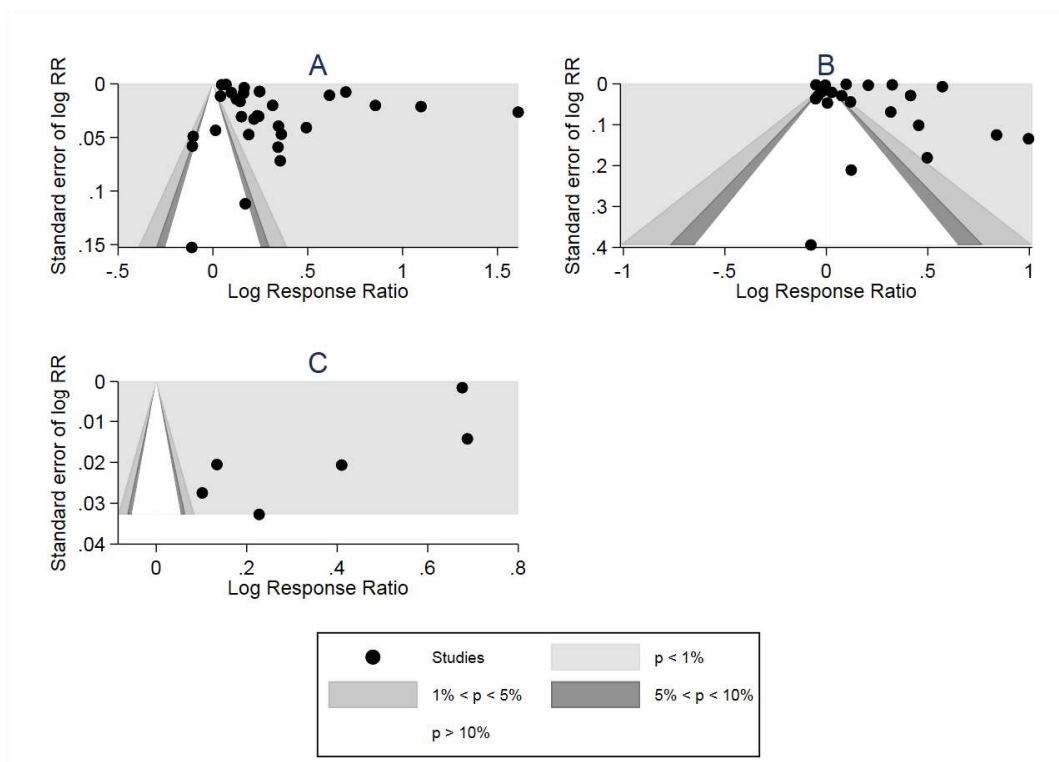 A
Standard error of log RR
0
.05
.1
.15
-.5 0 .5 1 1.5
Log Response Ratio
B
Standard error of log RR
0
.1
.2
.3
.4
-1 -.5 0 .5 1
Log Response Ratio
C
Standard error of log RR
0
.01
.02
.03
.04
0 .2 .4 .6 .8
Log Response Ratio
Studies p < 1%
1% < p < 5% 5% < p < 10%
p > 10%